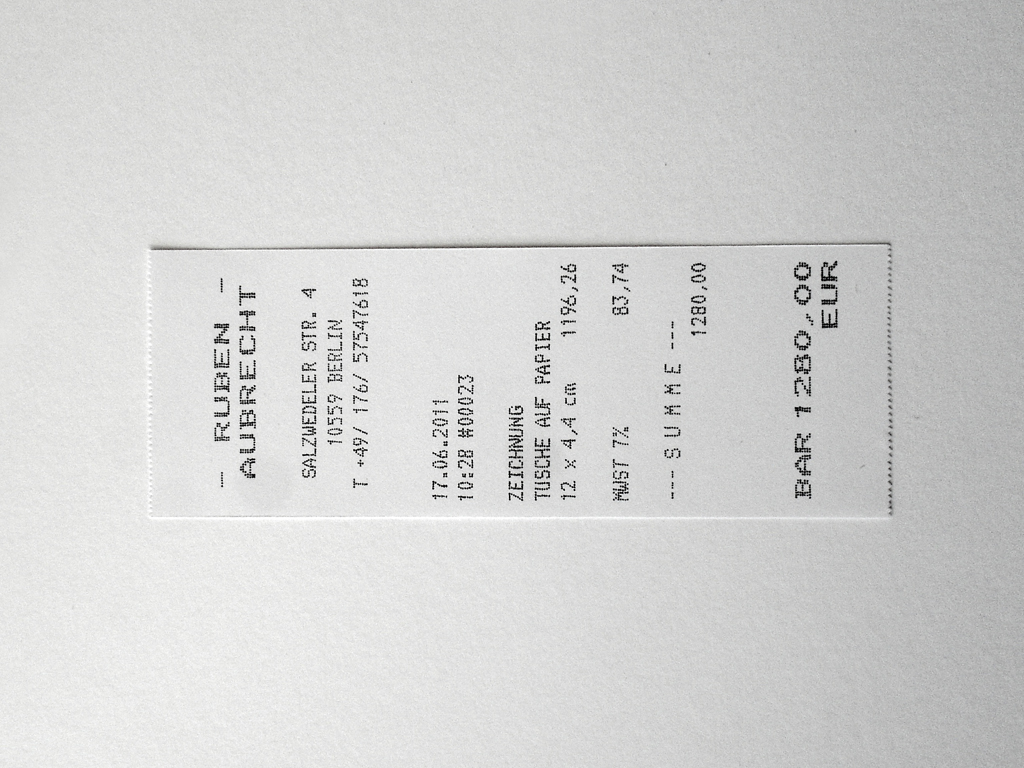 — RUBEN —
AUBRECHT
SALZWEDELER STR. 4
10559 BERLIN
T +49/ 176/ 57547618
17.06.2011
10:28 #00023
ZEICHNUNG
TUSCHE AUF PAPIER
12 x 4,4 cm 1196,26
MWST 7% 83,74
--- S U M M E ---
1280,00
BAR 1280,00
EUR